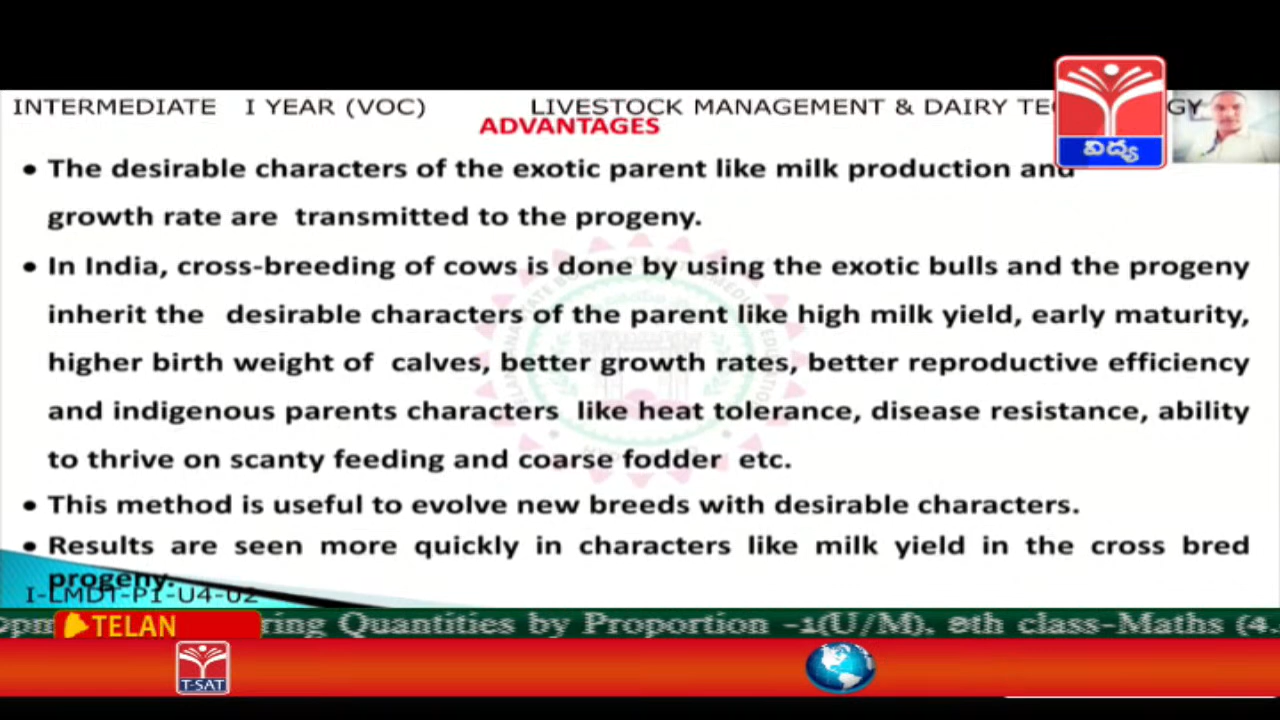 INTERMEDIATE I YEAR (VOC) LIVESTOCK MANAGEMENT & DAIRY
ADVANTAGES
విద్య
• The desirable characters of the exotic parent like milk production and
growth rate are transmitted to the progeny.
• In India, cross-breeding of cows is done by using the exotic bulls and the progeny
inherit the desirable characters of the parent like high milk yield, early maturity,
higher birth weight of calves, better growth rates, better reproductive efficiency
and indigenous parents characters like heat tolerance, disease resistance, ability
to thrive on scanty feeding and coarse fodder etc.
• This method is useful to evolve new breeds with desirable characters.
• Results are seen more quickly in characters like milk yield in the cross bred
progeny.
I-LMDT-P1-U4-02
TELAN Quantities by Proportion -1(U/M), 8th class-Maths (4.
T-SAT